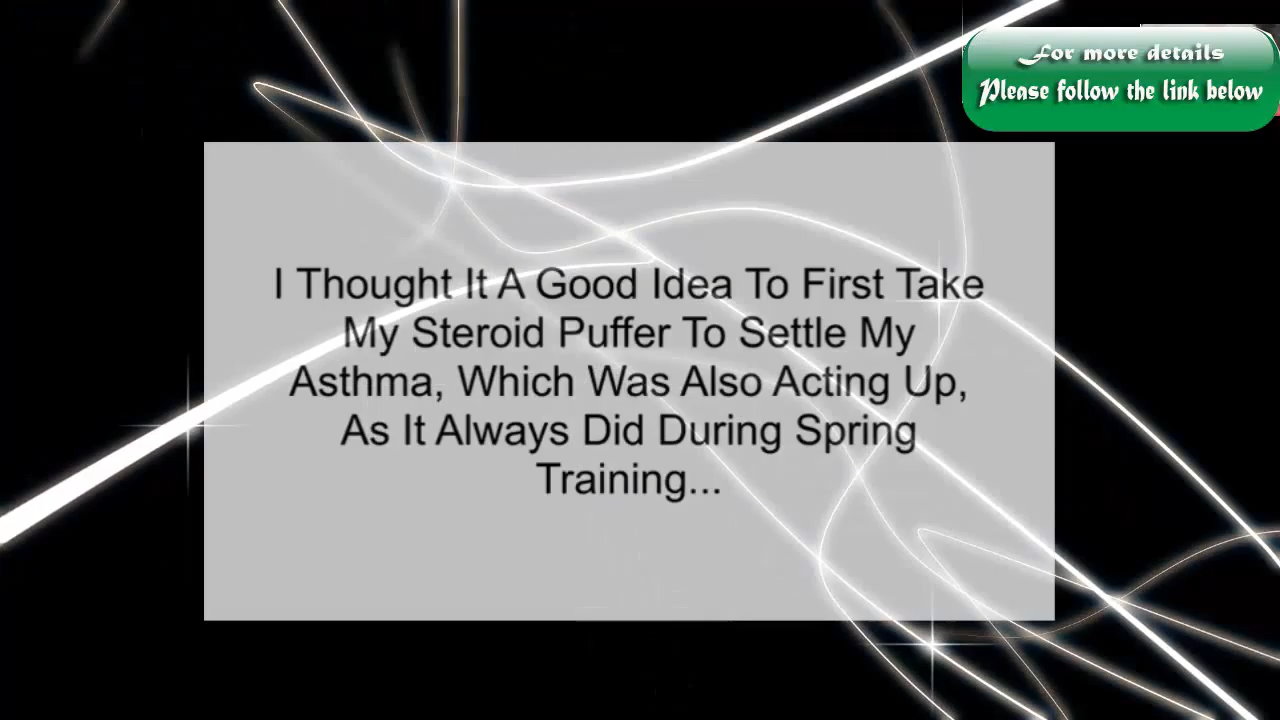 For more details
Please follow the link below
I Thought It A Good Idea To First Take
My Steroid Puffer To Settle My
Asthma, Which Was Also Acting Up,
As It Always Did During Spring
Training...